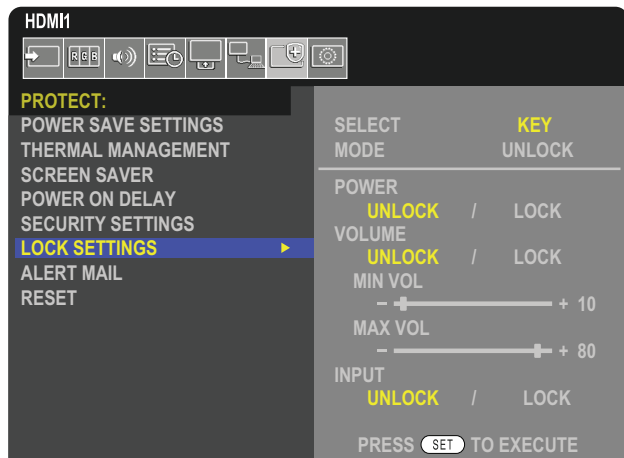 HDMI1
RGB
PROTECT:
POWER SAVE SETTINGS
THERMAL MANAGEMENT
SCREEN SAVER
POWER ON DELAY
SECURITY SETTINGS
LOCK SETTINGS
ALERT MAIL
RESET
SELECT KEY
MODE UNLOCK
POWER
UNLOCK / LOCK
VOLUME
UNLOCK / LOCK
MIN VOL
- + 10
MAX VOL
- + 80
INPUT
UNLOCK / LOCK
PRESS SET TO EXECUTE